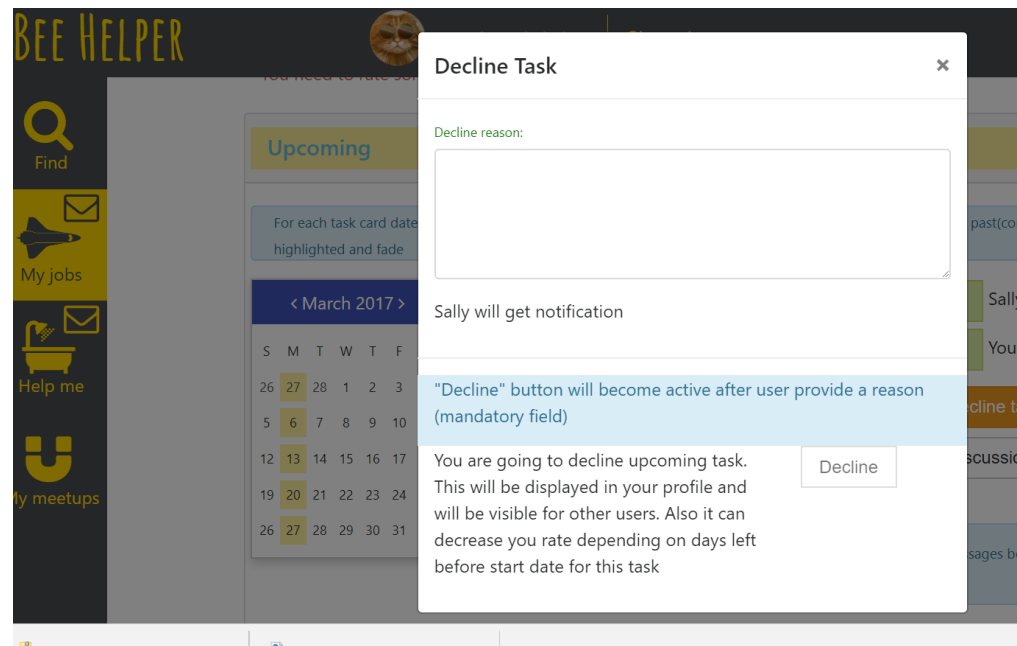 BEE HELPER
Decline Task ×
You need to rate
Find
My jobs
Help me
My meetups
Upcoming
For each task card date
highlighted and fade
< March 2017 >
S M T W T F
26 27 28 1 2 3
5 6 7 8 9 10
12 13 14 15 16 17
19 20 21 22 23 24
26 27 28 29 30 31
Decline reason:
Sally will get notification
"Decline" button will become active after user provide a reason
(mandatory field)
You are going to decline upcoming task.
This will be displayed in your profile and
will be visible for other users. Also it can
decrease you rate depending on days left
before start date for this task
Decline
past(co
Sally
You